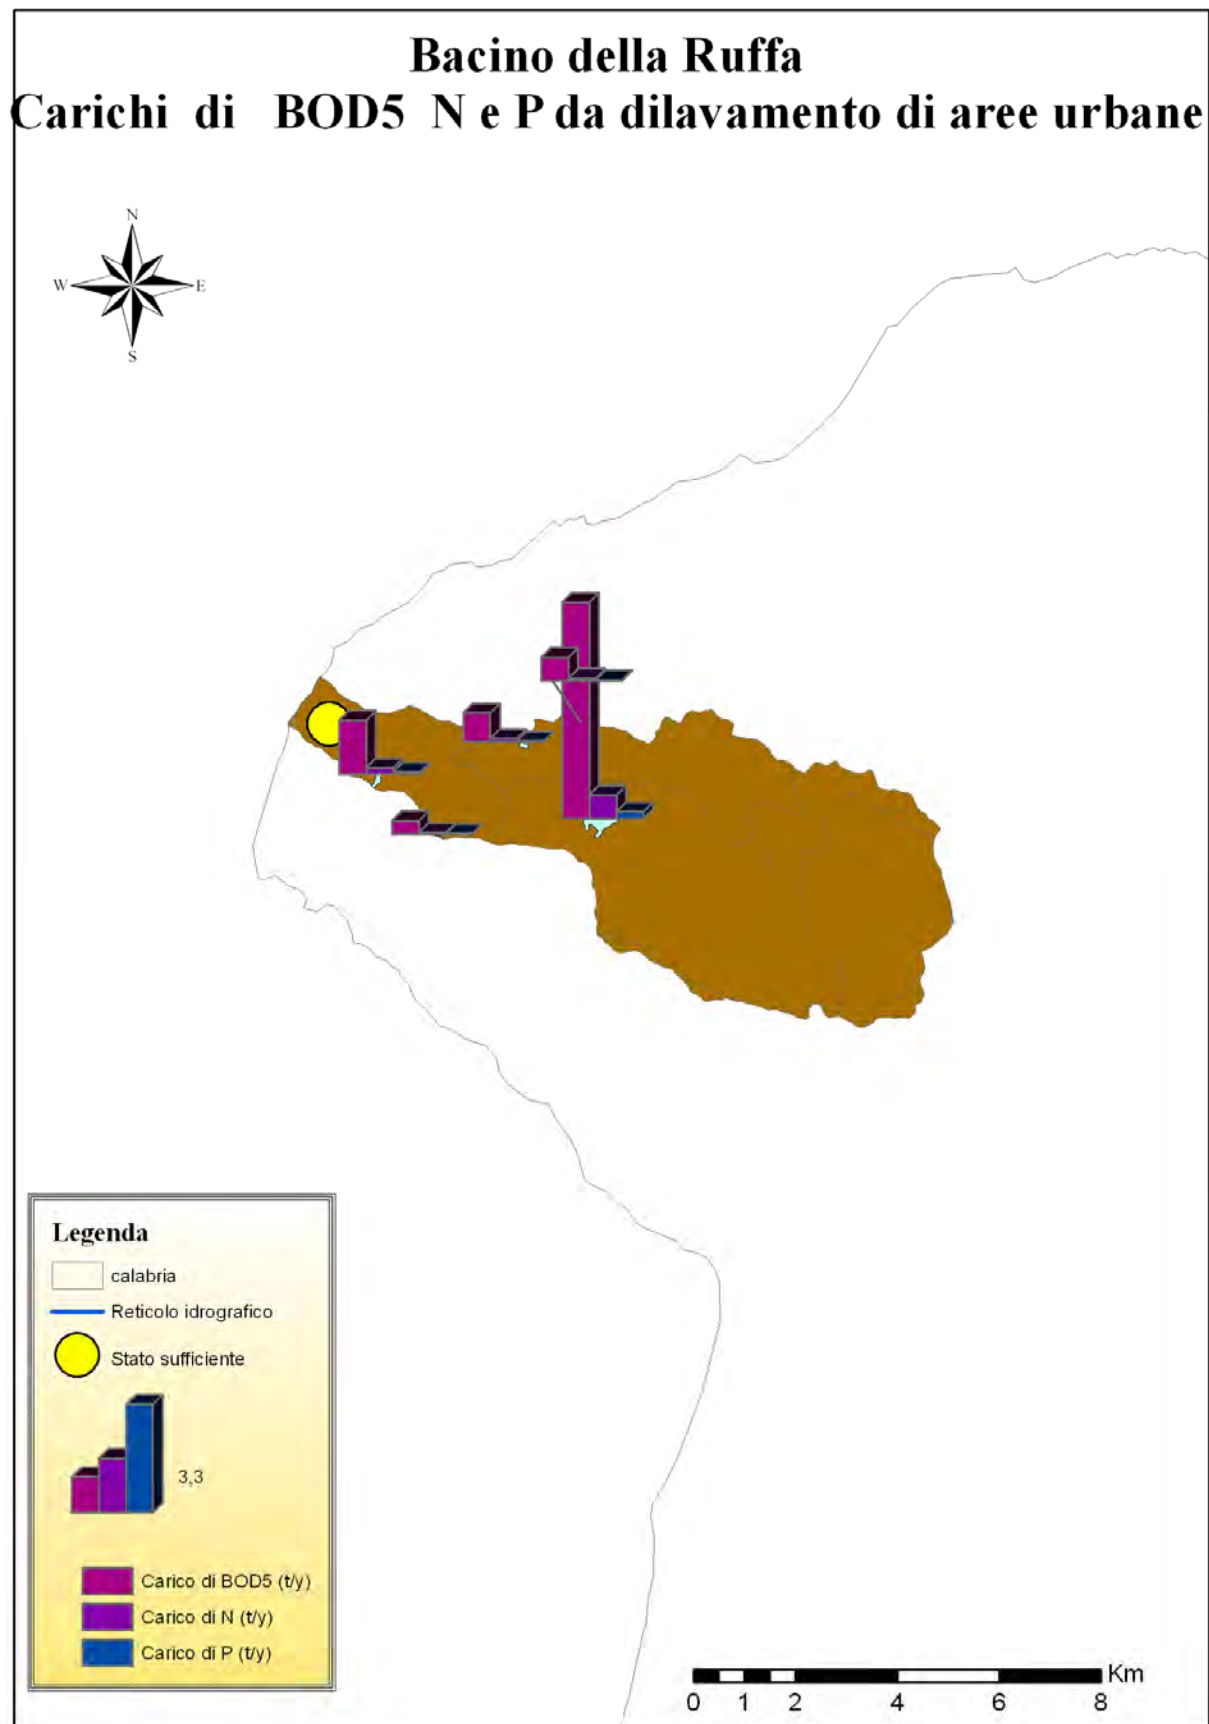 Bacino della Ruffa
Carichi di BOD5 N e P da dilavamento di aree urbane
N
W E
S
Legenda
calabria
Reticolo idrografico
Stato sufficiente
3,3
Carico di BOD5 (t/y)
Carico di N (t/y)
Carico di P (t/y)
Km
0 1 2 4 6 8